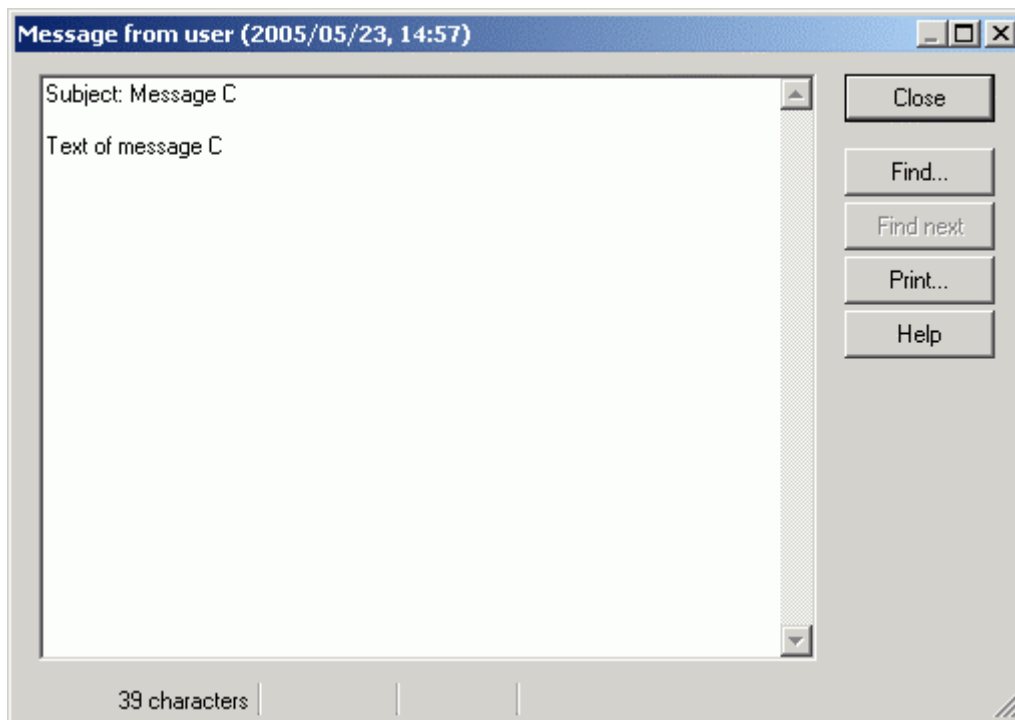 Message from user (2005/05/23, 14:57)
Subject: Message C
Text of message C
Close
Find...
Find next
Print...
Help
39 characters